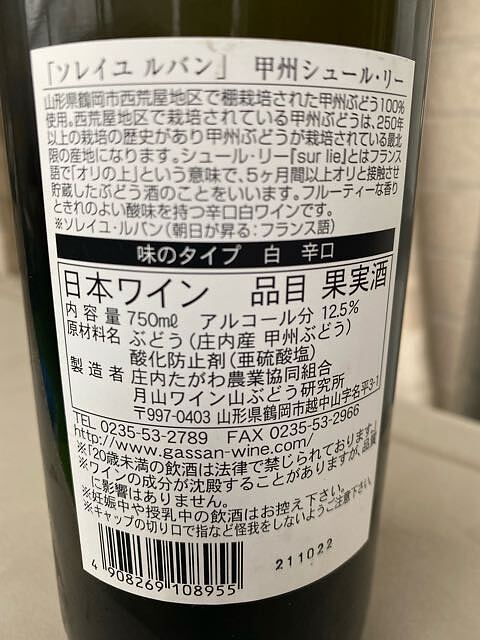 「ソレイユ ルバン」 甲州シュール・リー
山形県鶴岡市西荒屋地区で棚栽培された甲州ぶどう100%
使用。西荒屋地区で栽培されている甲州ぶどうは、250年
以上の栽培の歴史があり甲州ぶどうが栽培されている最北
限の産地になります。シュール・リー『sur lie』とはフランス
語で「オリの上」という意味で、5ヶ月間以上オリと接触させ
貯蔵したぶどう酒のことをいいます。フルーティーな香り
ときれのよい酸味を持つ辛口白ワインです。
※ソレイユ・ルバン(朝日が昇る:フランス語)
味のタイプ 白 辛口
日本ワイン 品目 果実酒
内容量 750mℓ アルコール分 12.5%
原材料名 ぶどう(庄内産 甲州ぶどう)
酸化防止剤(亜硫酸塩)
製造者 庄内たがわ農業協同組合
月山ワイン山ぶどう研究所
〒997-0403 山形県鶴岡市越中山字名平3-1
TEL 0235-53-2789 FAX 0235-53-2966
http://www.gassan-wine.com/
※「20歳未満の飲酒は法律で禁じられております」
※ワインの成分が沈殿することがありますが、品質
に影響はありません。
※妊娠中や授乳中の飲酒はお控え下さい。
※キャップの切り口で指など怪我をしないようご注意下さい。
4 908269 108955
211022